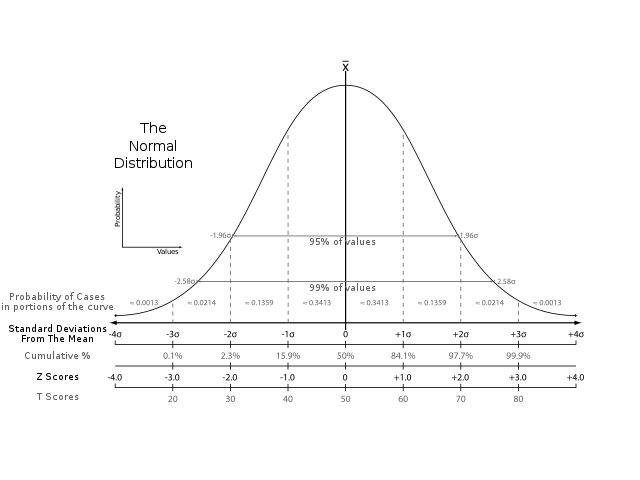 x̄
The
Normal
Distribution
Probability
Values
-1.96σ 1.96σ
95% of values
-2.58σ 2.58σ
99% of values
Probability of Cases
in portions of the curve
≈ 0.0013 ≈ 0.0214 ≈ 0.1359 ≈ 0.3413 ≈ 0.3413 ≈ 0.1359 ≈ 0.0214 ≈ 0.0013
Standard Deviations
From The Mean
-4σ -3σ -2σ -1σ 0 +1σ +2σ +3σ +4σ
Cumulative % 0.1% 2.3% 15.9% 50% 84.1% 97.7% 99.9%
Z Scores -4.0 -3.0 -2.0 -1.0 0 +1.0 +2.0 +3.0 +4.0
T Scores 20 30 40 50 60 70 80